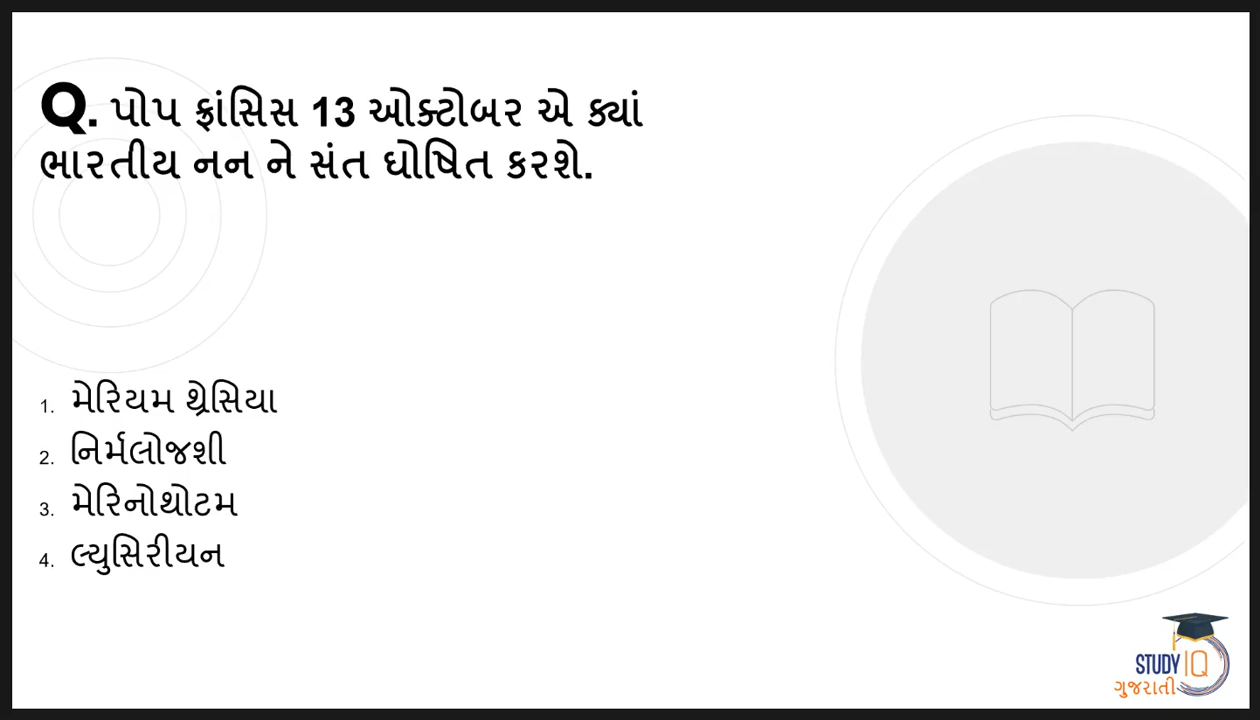 Q. પોપ ફ્રાંસિસ 13 ઓક્ટોબર એ ક્યાં
ભારતીય નન ને સંત ઘોષિત કરશે.
1. મેરિયમ થ્રેસિયા
2. નિર્મલોજશી
3. મેરિનોથોટમ
4. લ્યુસિરીયન
STUDY IQ
ગુજરાતી